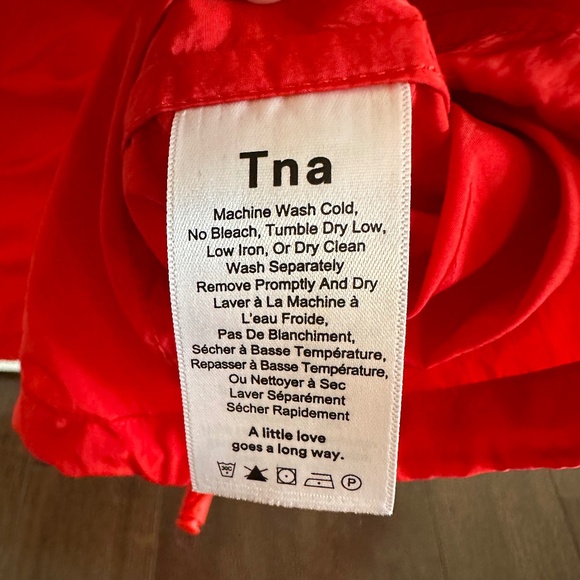 Tna
Machine Wash Cold,
No Bleach, Tumble Dry Low,
Low Iron, Or Dry Clean
Wash Separately
Remove Promptly And Dry
Laver à La Machine à
L'eau Froide,
Pas De Blanchiment,
Sécher à Basse Température,
Repasser à Basse Température,
Ou Nettoyer à Sec
Laver Séparément
Sécher Rapidement
A little love
goes a long way.
P